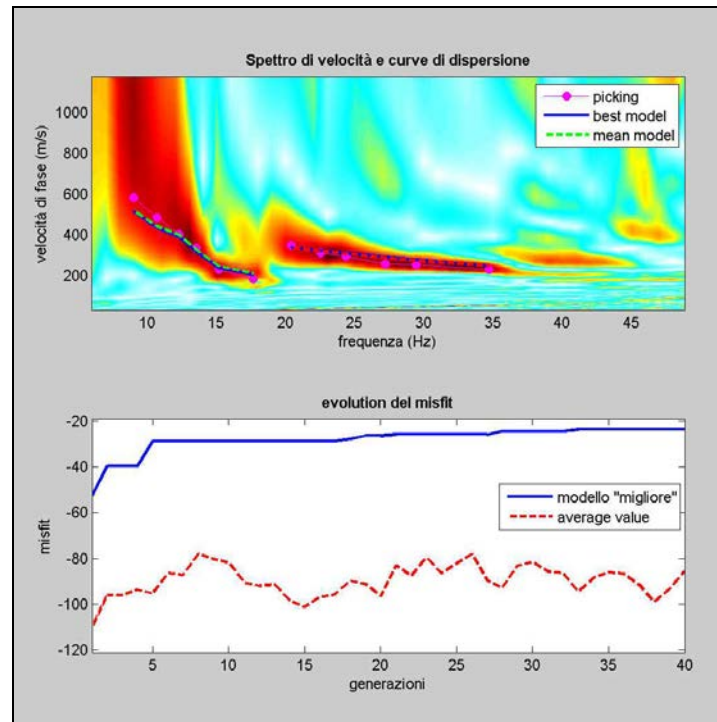 Spettro di velocità e curve di dispersione
velocità di fase (m/s)
1000
800
600
400
200
picking
best model
mean model
10 15 20 25 30 35 40 45
frequenza (Hz)
evolution del misfit
misfit
-20
-40
-60
-80
-100
-120
modello "migliore"
average value
5 10 15 20 25 30 35 40
generazioni